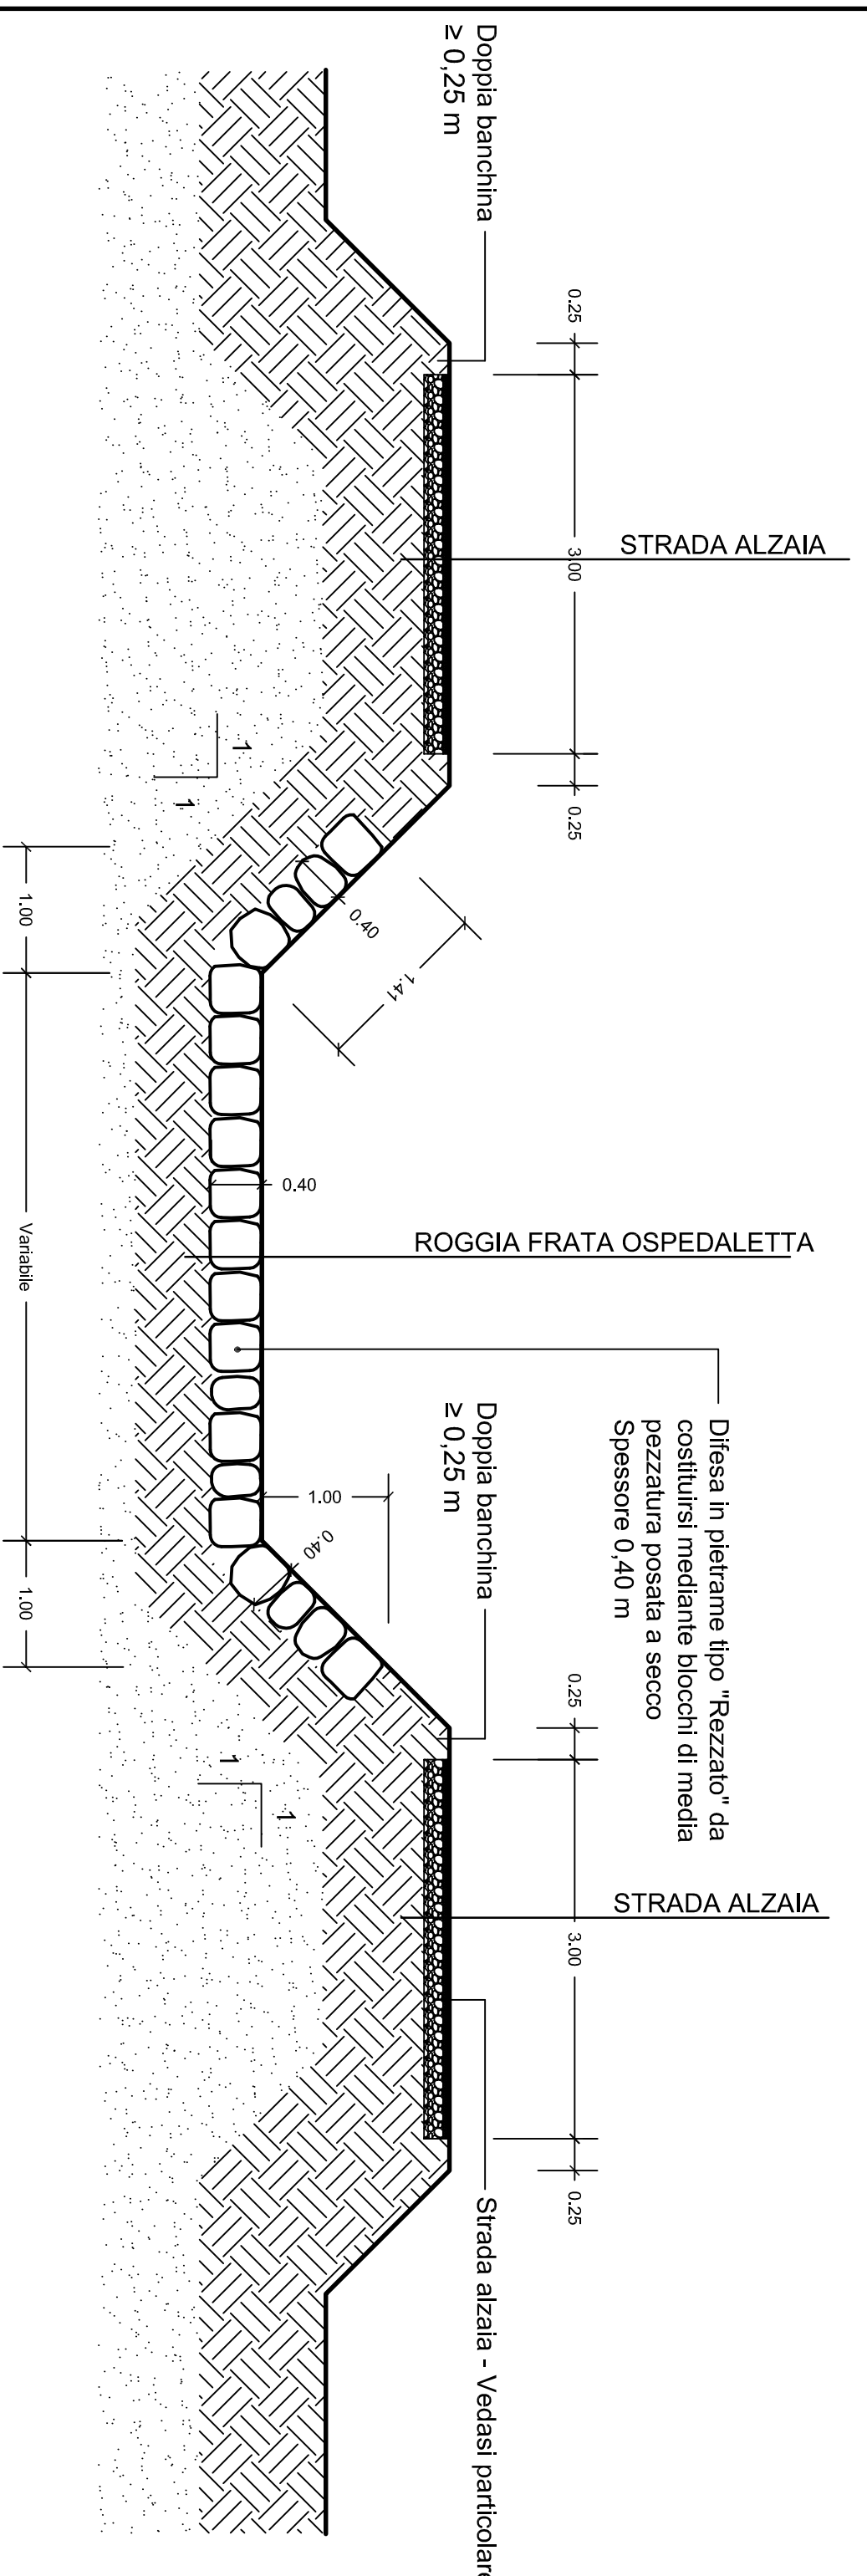 STRADA ALZAIA
ROGGIA FRATA OSPEDALETTA
STRADA ALZAIA
Difesa in pietrame tipo "Rezzato" da
costituirsi mediante blocchi di media
pezzatura posata a secco
Spessore 0,40 m
0.25
3.00
0.25
0.25
3.00
0.25
Doppia banchina
≥ 0,25 m
Doppia banchina
≥ 0,25 m
Strada alzaia - Vedasi particolare
1.41
0.40
0.40
1.00
0.40
1
1
1
1
1.00
Variabile
1.00